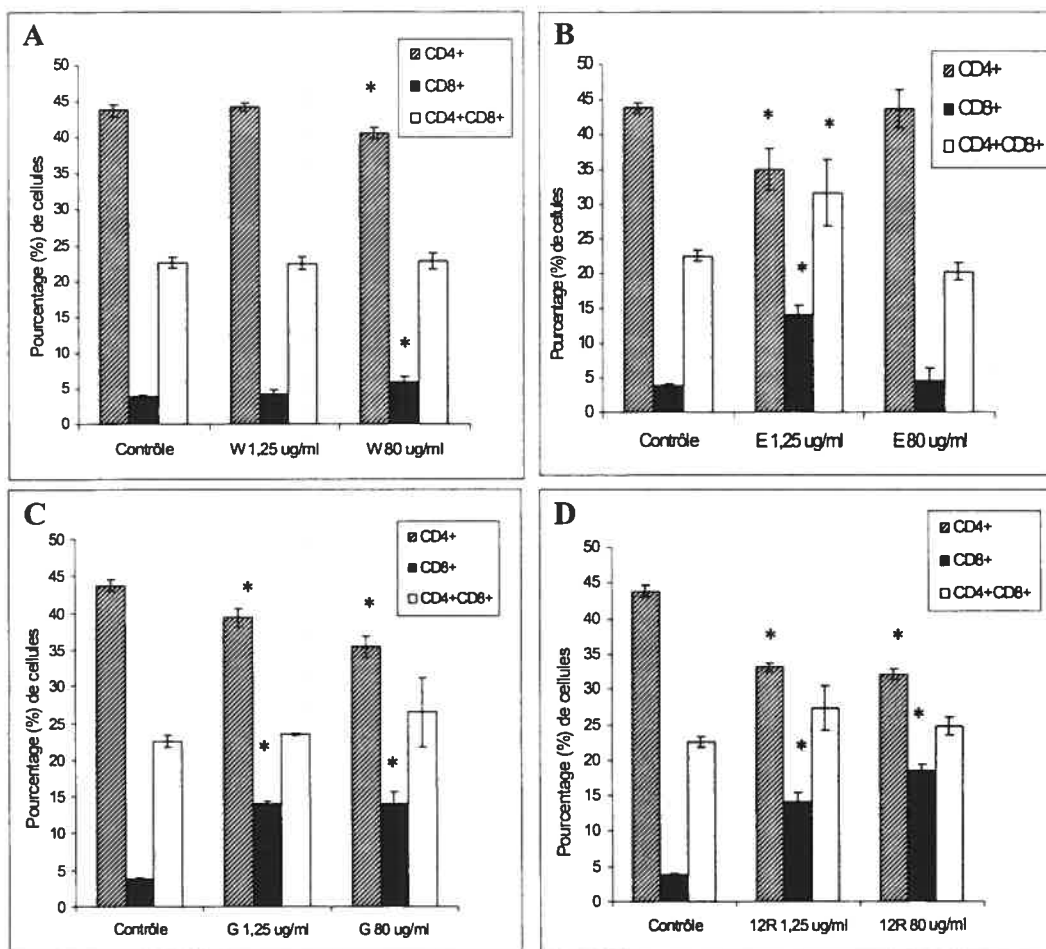 A
CD4+
CD8+
CD4+CD8+
Pourcentage (%) de cellules
50
45
40
35
30
25
20
15
10
5
0
*
*
Contrôle
W 1,25 ug/ml
W 80 ug/ml
B
CD4+
CD8+
CD4+CD8+
Pourcentage (%) de cellules
50
45
40
35
30
25
20
15
10
5
0
*
*
*
Contrôle
E 1,25 ug/ml
E 80 ug/ml
C
CD4+
CD8+
CD4+CD8+
Pourcentage (%) de cellules
50
45
40
35
30
25
20
15
10
5
0
*
*
*
*
Contrôle
G 1,25 ug/ml
G 80 ug/ml
D
CD4+
CD8+
CD4+CD8+
Pourcentage (%) de cellules
50
45
40
35
30
25
20
15
10
5
0
*
*
*
*
Contrôle
12R 1,25 ug/ml
12R 80 ug/ml